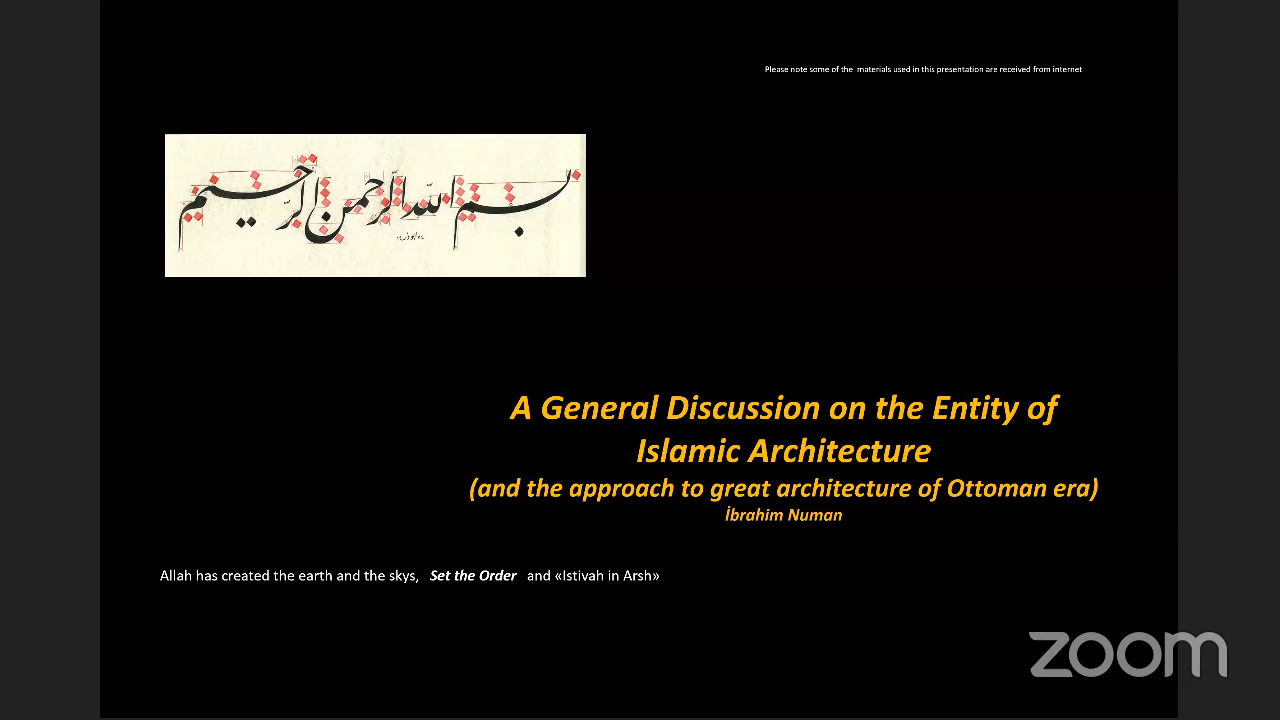 Please note some of the materials used in this presentation are received from internet
بسم الله الرحمن الرحيم
A General Discussion on the Entity of
Islamic Architecture
(and the approach to great architecture of Ottoman era)
İbrahim Numan
Allah has created the earth and the skys, Set the Order and «Istivah in Arsh»
zoom